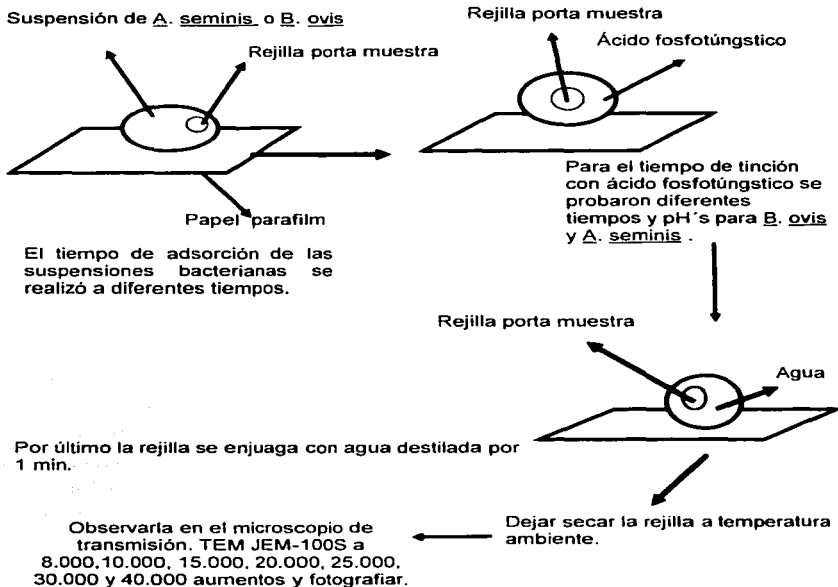 Suspensión de A. seminis o B. ovis
Rejilla porta muestra
Papel parafilm
El tiempo de adsorción de las
suspensiones bacterianas se
realizó a diferentes tiempos.
Rejilla porta muestra
Ácido fosfotúngstico
Para el tiempo de tinción
con ácido fosfotúngstico se
probaron diferentes
tiempos y pH´s para B. ovis
y A. seminis .
Rejilla porta muestra
Agua
Por último la rejilla se enjuaga con agua destilada por
1 min.
Dejar secar la rejilla a temperatura
ambiente.
Observarla en el microscopio de
transmisión. TEM JEM-100S a
8.000,10.000, 15.000, 20.000, 25.000,
30.000 y 40.000 aumentos y fotografiar.